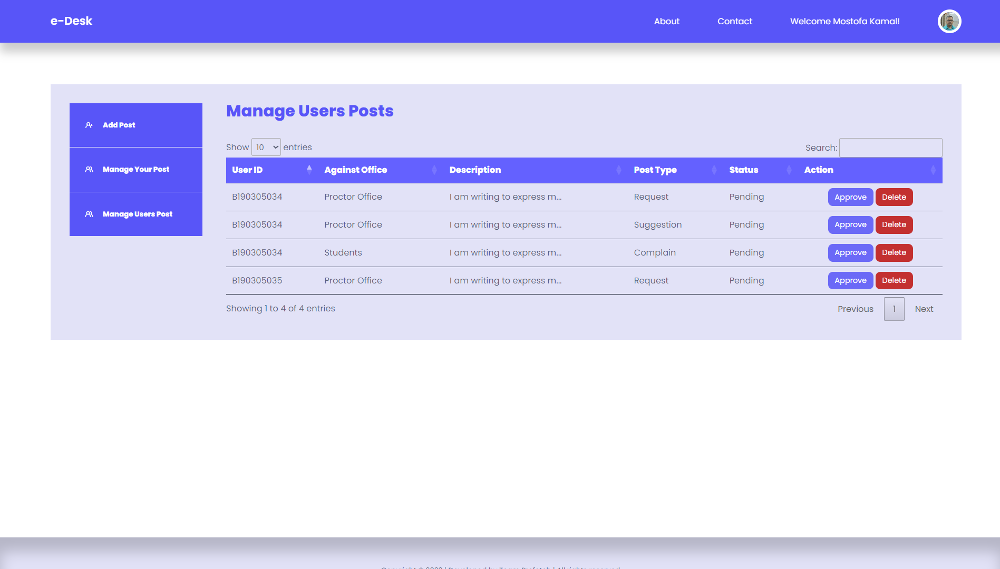 e-Desk About Contact Welcome Mostofa Kamal!
Add Post
Manage Your Post
Manage Users Post
Manage Users Posts
Show 10 entries Search:
User ID Against Office Description Post Type Status Action
B190305034 Proctor Office I am writing to express m... Request Pending Approve Delete
B190305034 Proctor Office I am writing to express m... Suggestion Pending Approve Delete
B190305034 Students I am writing to express m... Complain Pending Approve Delete
B190305035 Proctor Office I am writing to express m... Request Pending Approve Delete
Showing 1 to 4 of 4 entries Previous 1 Next